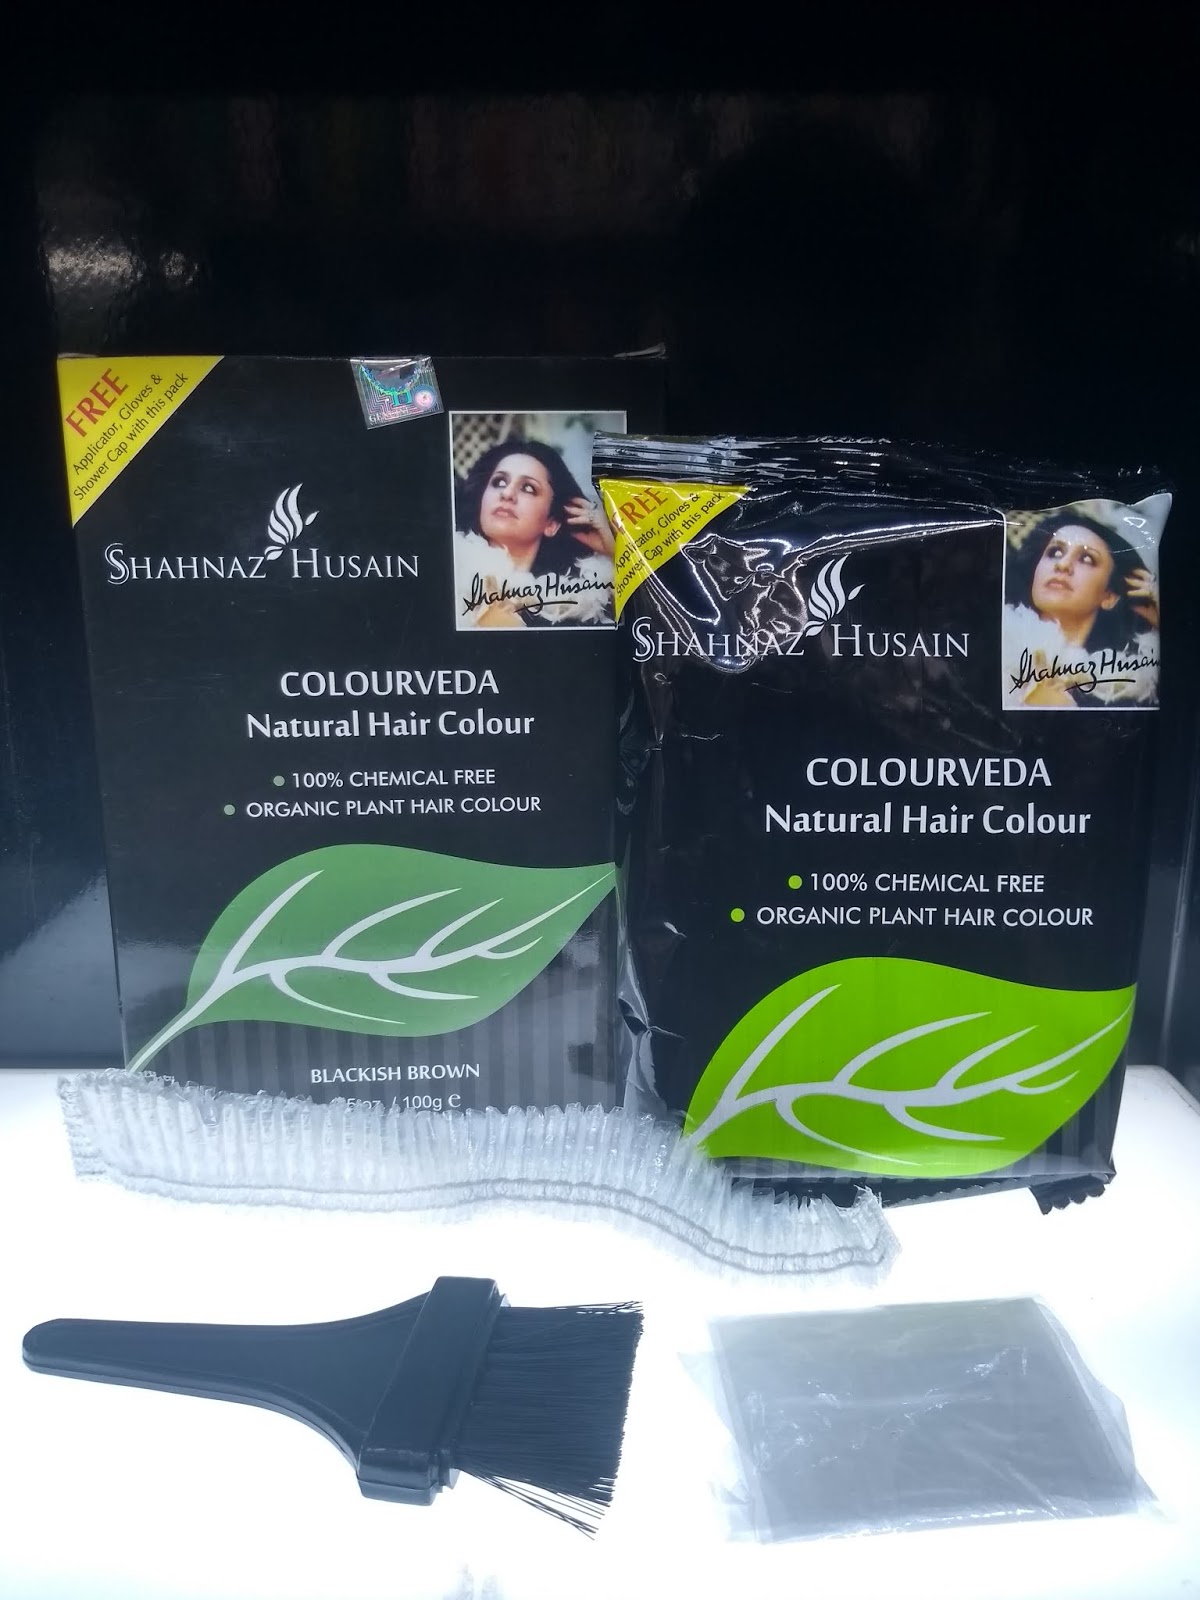 FREE
Applicator, Gloves &
Shower Cap with this pack
SHAHNAZ HUSAIN
Shahnaz Husain
COLOURVEDA
Natural Hair Colour
100% CHEMICAL FREE
ORGANIC PLANT HAIR COLOUR
BLACKISH BROWN
/ 100g e
FREE
Applicator, Gloves &
Shower Cap with this pack
SHAHNAZ HUSAIN
Shahnaz Husain
COLOURVEDA
Natural Hair Colour
100% CHEMICAL FREE
ORGANIC PLANT HAIR COLOUR